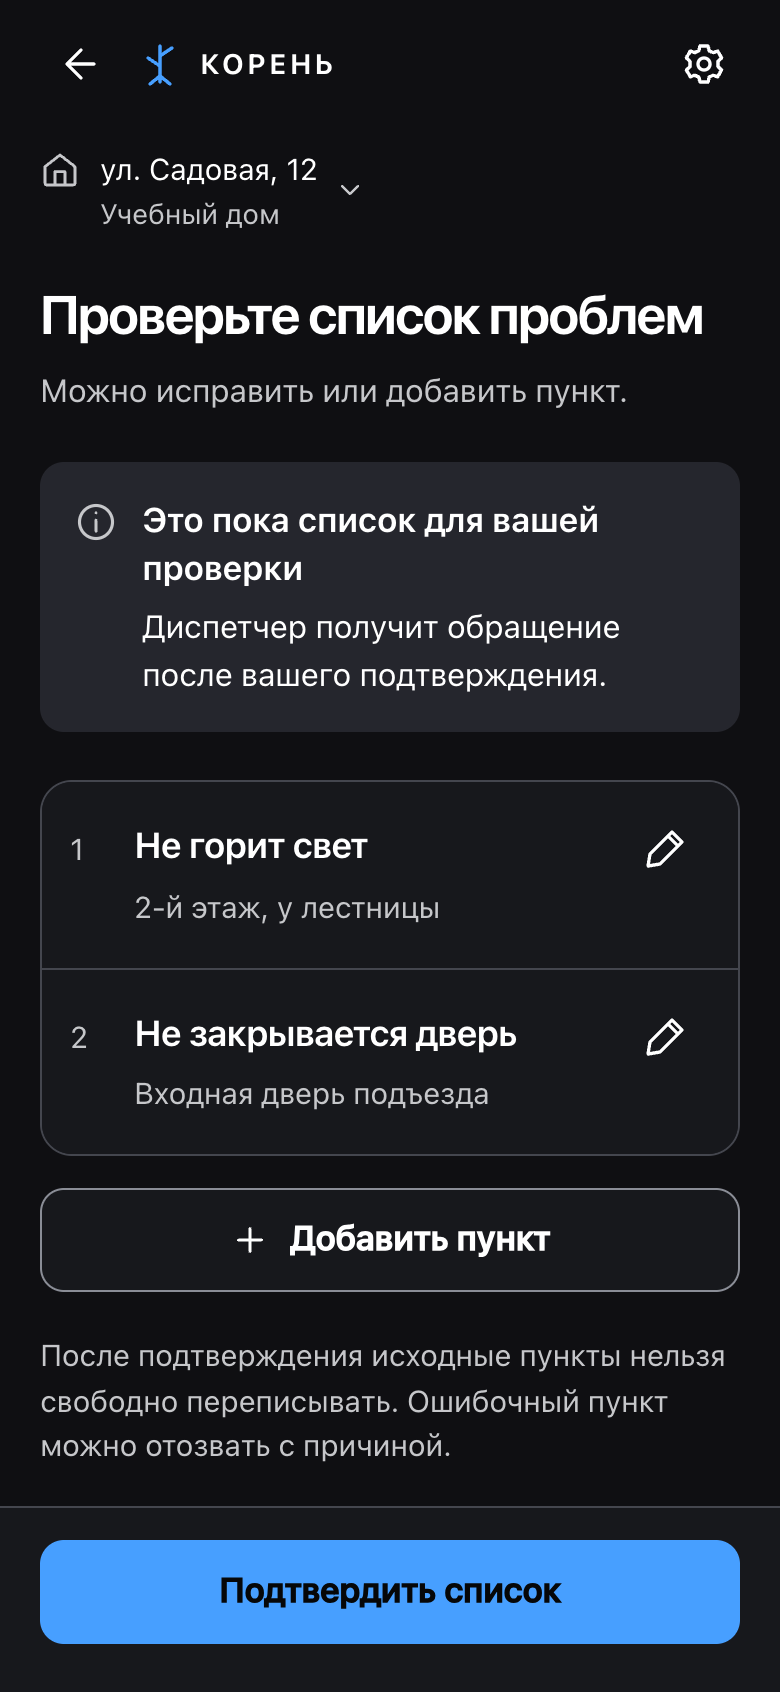 КОРЕНЬ
ул. Садовая, 12
Учебный дом
Проверьте список проблем
Можно исправить или добавить пункт.
Это пока список для вашей
проверки
Диспетчер получит обращение
после вашего подтверждения.
1 Не горит свет
2-й этаж, у лестницы
2 Не закрывается дверь
Входная дверь подъезда
+ Добавить пункт
После подтверждения исходные пункты нельзя
свободно переписывать. Ошибочный пункт
можно отозвать с причиной.
Подтвердить список